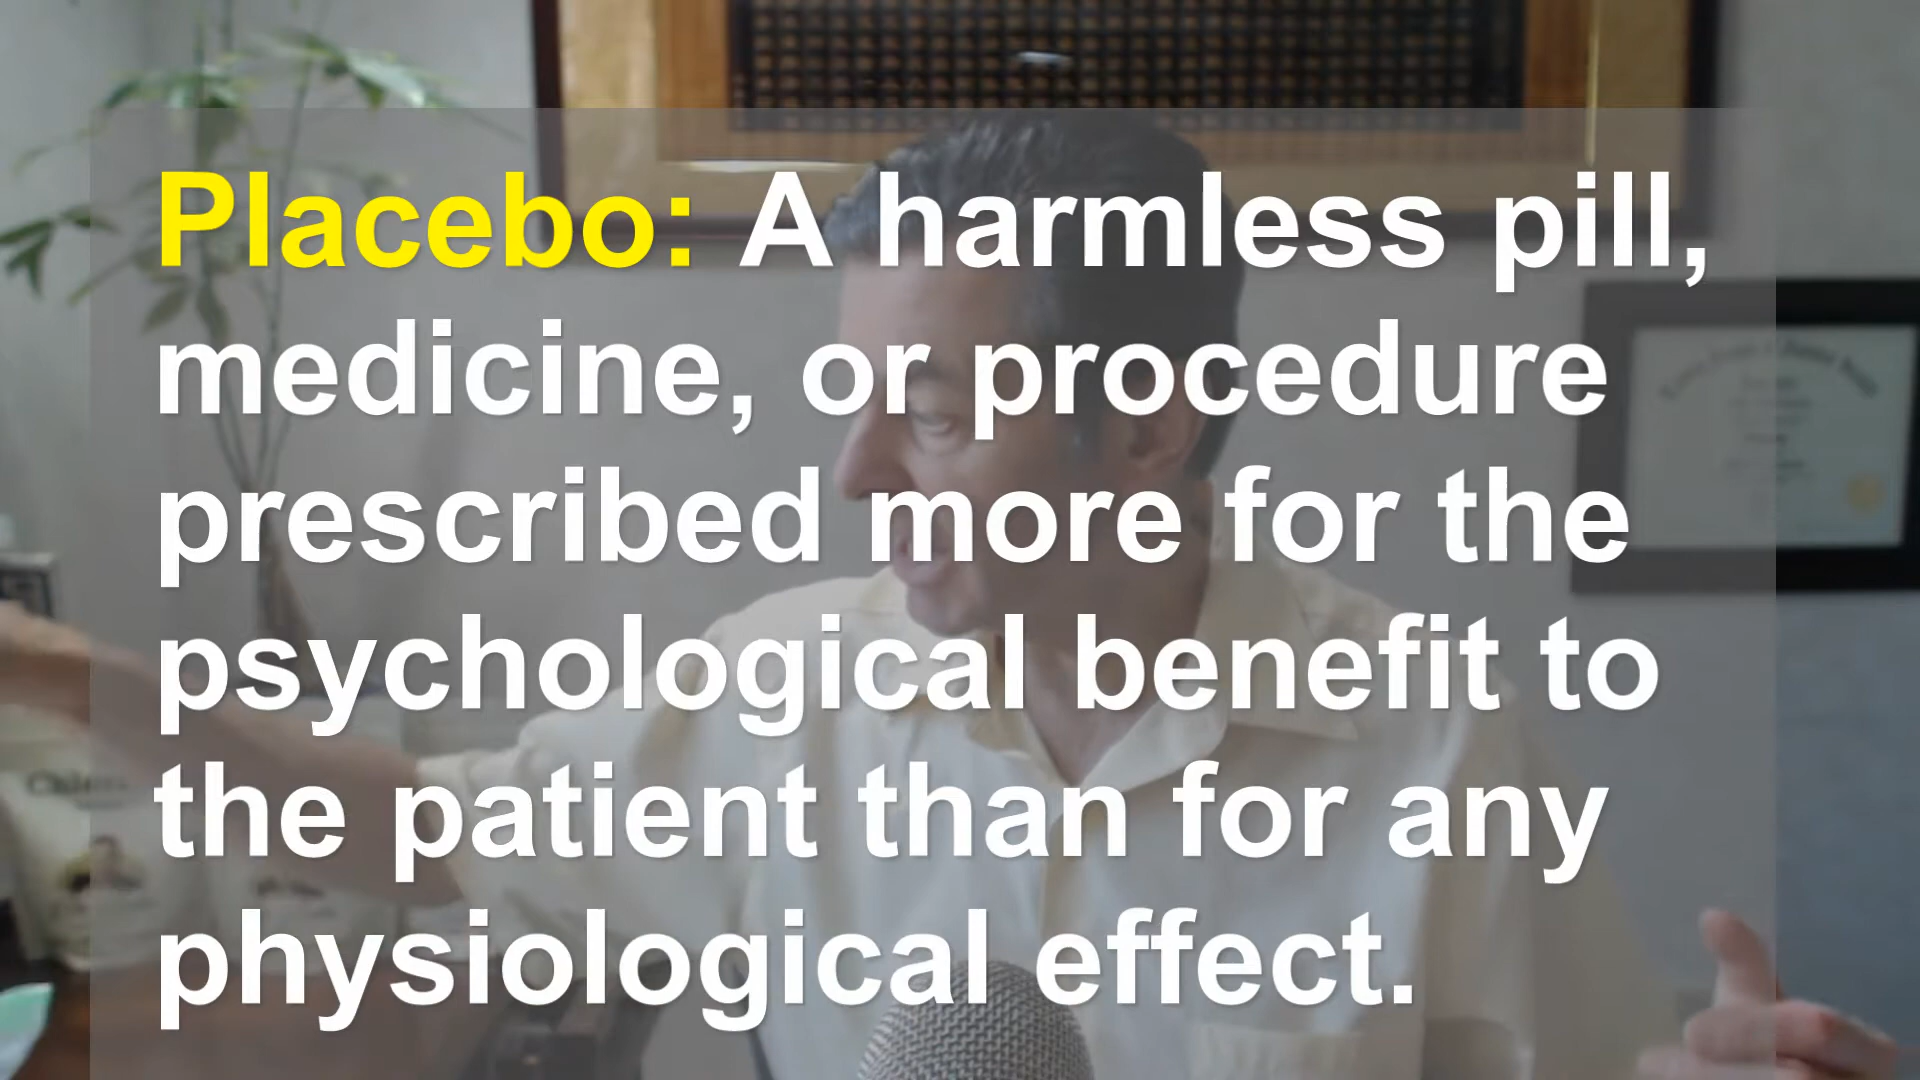 Placebo: A harmless pill,
medicine, or procedure
prescribed more for the
psychological benefit to
the patient than for any
physiological effect.